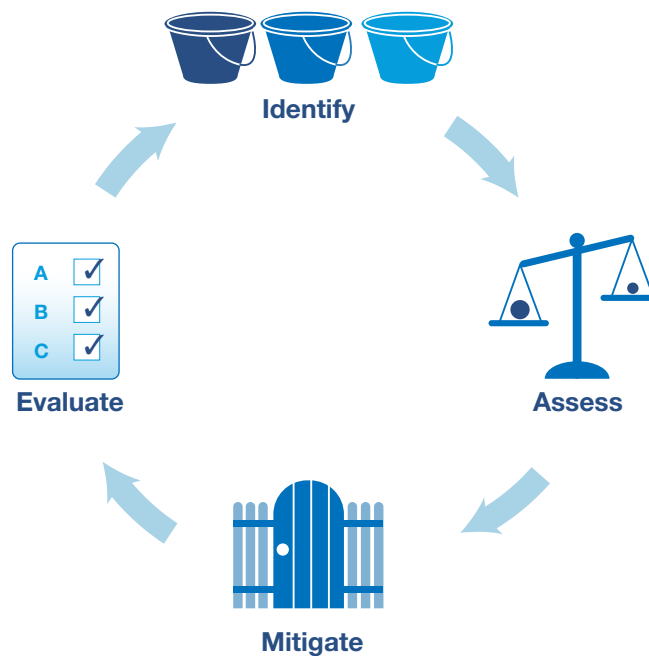 Identify
Assess
Mitigate
Evaluate
A
B
C